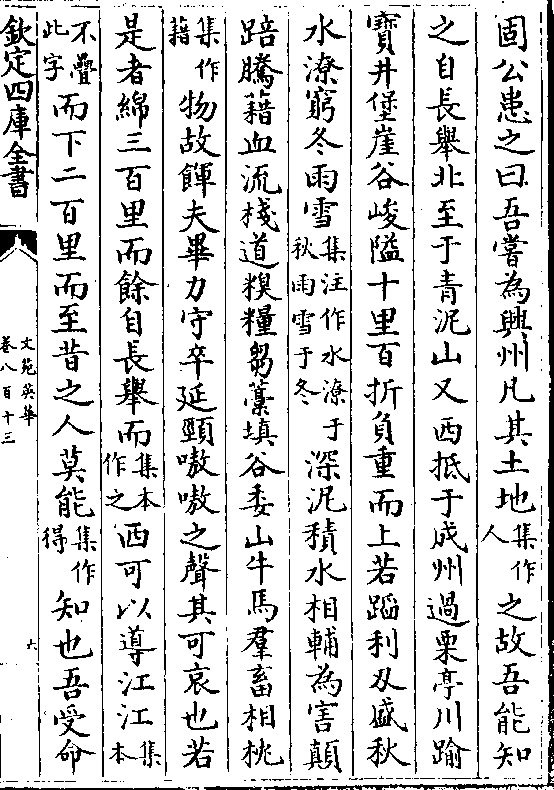 固公患之曰吾嘗為興州凡其土地集作人之故吾能知
之自長舉北至于青泥山又西抵于成州過栗亭川踰
寶井堡崖谷峻隘十里百折負重而上若蹈利刄盛秋
水潦窮冬雨雪集注作水潦于秋雨雪于冬深泥積水相輔為害顛
踣騰藉血流棧道糗糧芻藁填谷委山牛馬羣畜相枕
藉集作物故餫夫畢力守卒延頸嗷嗷之聲其可哀也若
是者綿三百里而餘自長舉而集本作之西可以導江江集本
不疊此字而下二百里而至昔之人莫能集作得知也吾受命
欽定四庫全書
文苑英華
卷八百十三
六